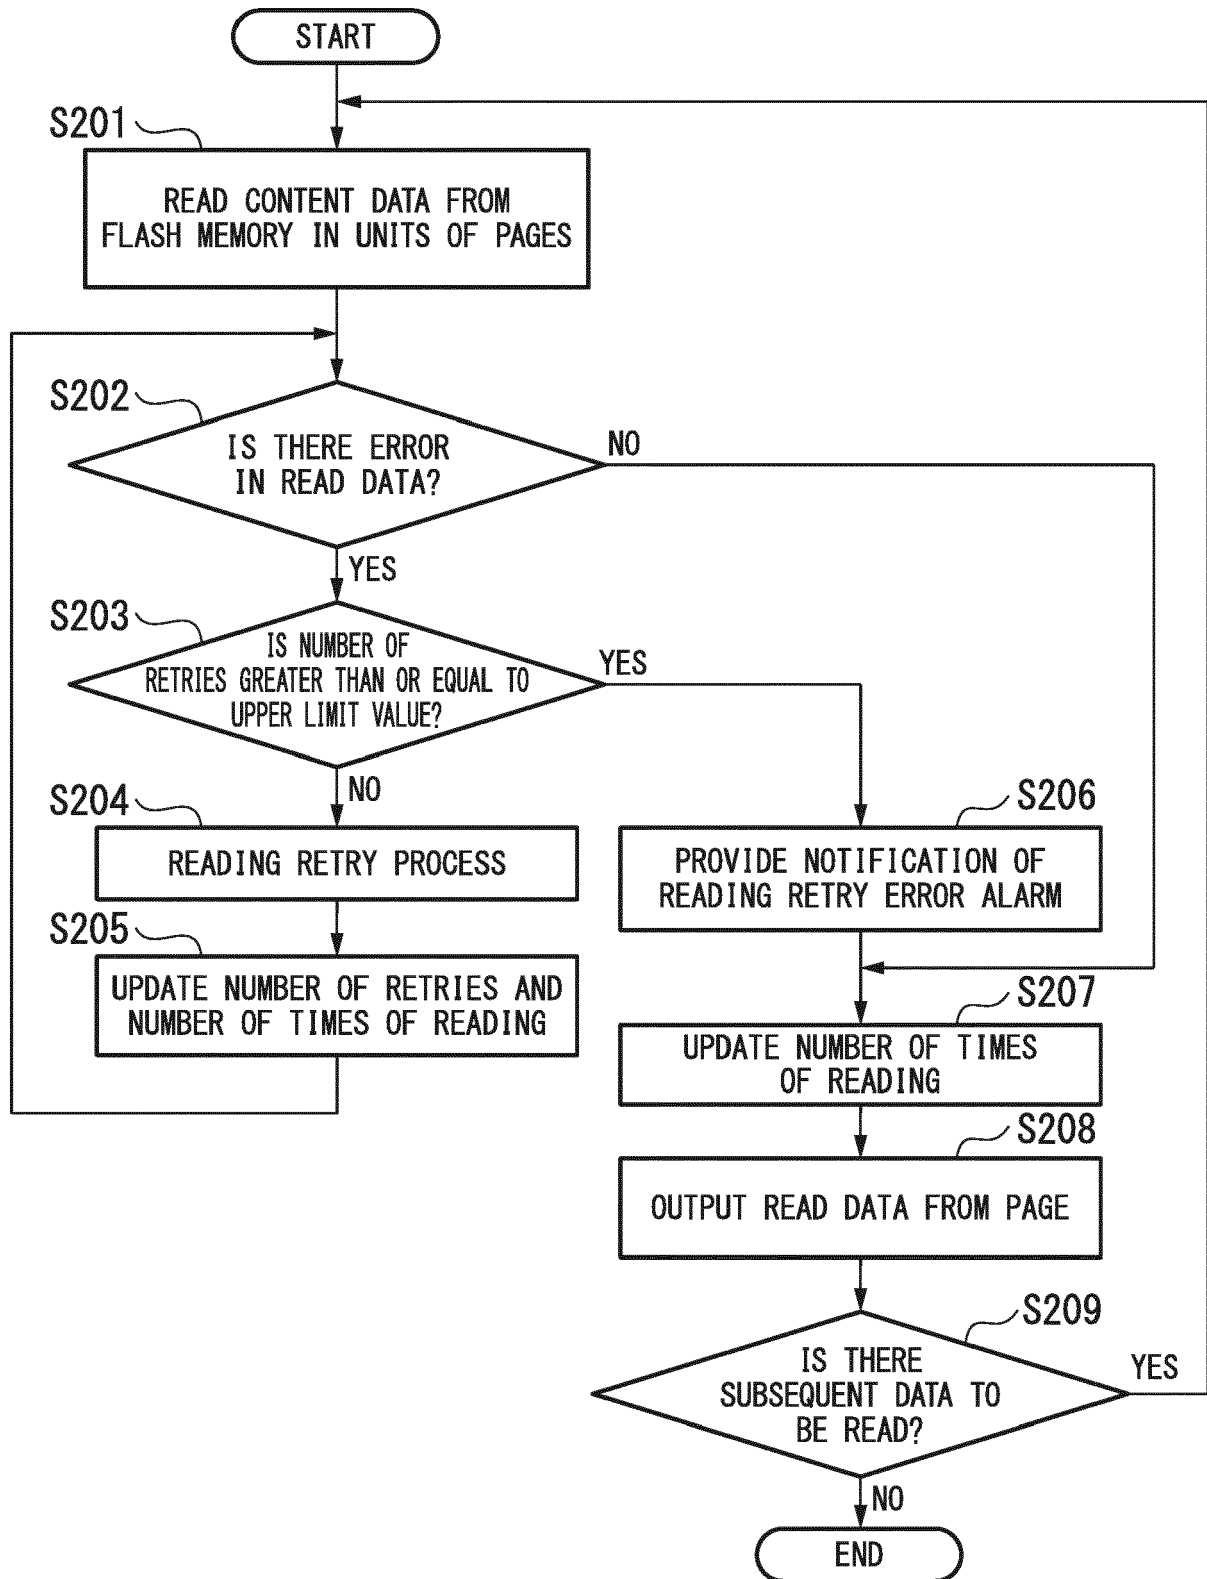 START
S201
READ CONTENT DATA FROM
FLASH MEMORY IN UNITS OF PAGES
S202
IS THERE ERROR
IN READ DATA?
NO
YES
S203
IS NUMBER OF
RETRIES GREATER THAN OR EQUAL TO
UPPER LIMIT VALUE?
YES
NO
S204
READING RETRY PROCESS
S205
UPDATE NUMBER OF RETRIES AND
NUMBER OF TIMES OF READING
S206
PROVIDE NOTIFICATION OF
READING RETRY ERROR ALARM
S207
UPDATE NUMBER OF TIMES
OF READING
S208
OUTPUT READ DATA FROM PAGE
S209
IS THERE
SUBSEQUENT DATA TO
BE READ?
YES
NO
END